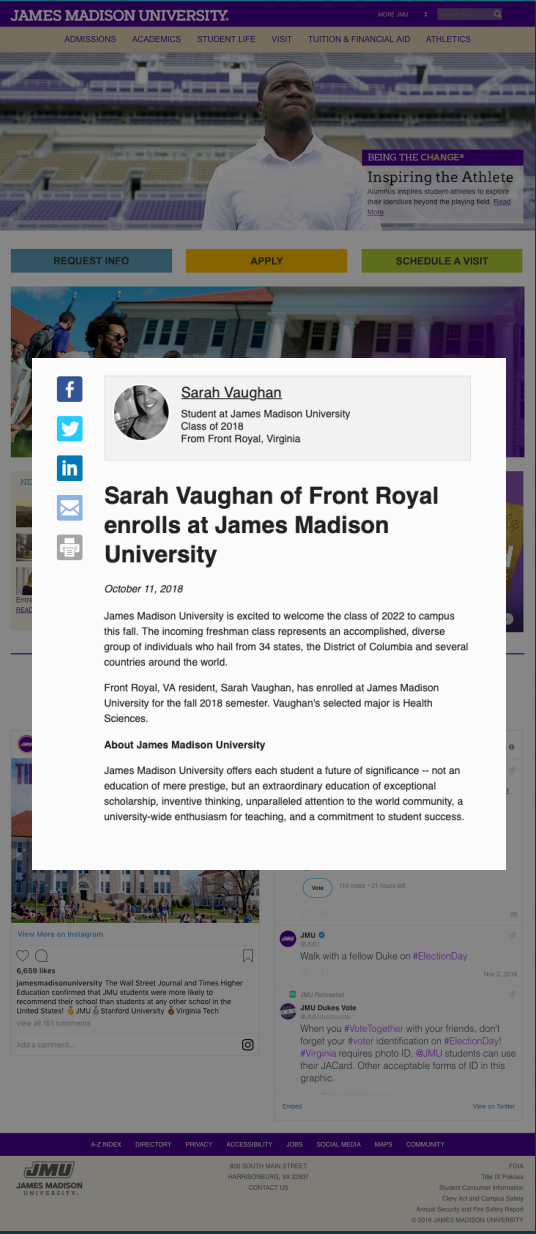 JAMES MADISON UNIVERSITY.
MORE JMU
ADMISSIONS ACADEMICS STUDENT LIFE VISIT TUITION & FINANCIAL AID ATHLETICS
BEING THE CHANGE®
Inspiring the Athlete
Alumnus inspires student-athletes to explore
their identities beyond the playing field. Read
More
REQUEST INFO APPLY SCHEDULE A VISIT
Sarah Vaughan
Student at James Madison University
Class of 2018
From Front Royal, Virginia
Sarah Vaughan of Front Royal
enrolls at James Madison
University
October 11, 2018
James Madison University is excited to welcome the class of 2022 to campus
this fall. The incoming freshman class represents an accomplished, diverse
group of individuals who hail from 34 states, the District of Columbia and several
countries around the world.
Front Royal, VA resident, Sarah Vaughan, has enrolled at James Madison
University for the fall 2018 semester. Vaughan's selected major is Health
Sciences.
About James Madison University
James Madison University offers each student a future of significance -- not an
education of mere prestige, but an extraordinary education of exceptional
scholarship, inventive thinking, unparalleled attention to the world community, a
university-wide enthusiasm for teaching, and a commitment to student success.
View More on Instagram
6,659 likes
jamesmadisonuniversity The Wall Street Journal and Times Higher
Education confirmed that JMU students were more likely to
recommend their school than students at any other school in the
United States! 🥇JMU 🥈Stanford University 🥉Virginia Tech
view all 151 comments
Add a comment...
Vote 110 votes • 21 hours left
JMU
@JMU
Walk with a fellow Duke on #ElectionDay
Nov 2, 2018
JMU Retweeted
JMU Dukes Vote
@JMUdukesvote
When you #VoteTogether with your friends, don't
forget your #voter identification on #ElectionDay!
#Virginia requires photo ID. @JMU students can use
their JACard. Other acceptable forms of ID in this
graphic.
Embed View on Twitter
A-Z INDEX DIRECTORY PRIVACY ACCESSIBILITY JOBS SOCIAL MEDIA MAPS COMMUNITY
JMU
JAMES MADISON
UNIVERSITY.
800 SOUTH MAIN STREET
HARRISONBURG, VA 22807
CONTACT US
FOIA
Title IX Policies
Student Consumer Information
Clery Act and Campus Safety
Annual Security and Fire Safety Report
© 2018 JAMES MADISON UNIVERSITY